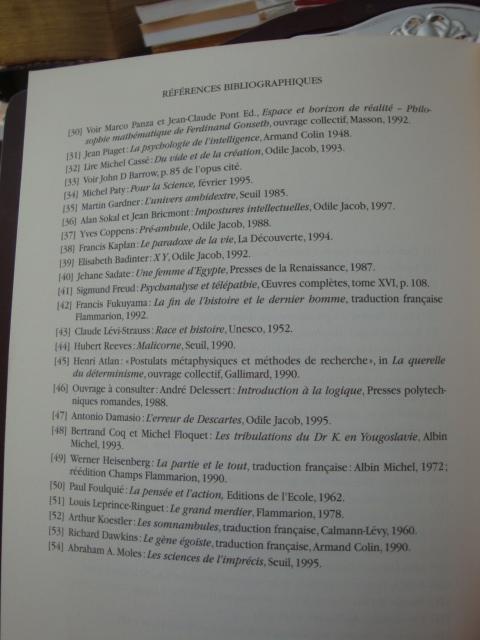 RÉFÉRENCES BIBLIOGRAPHIQUES
[30] Voir Marco Panza et Jean-Claude Pont Ed., Espace et horizon de réalité – Philo-
sophie mathématique de Ferdinand Gonseth, ouvrage collectif, Masson, 1992.
[31] Jean Piaget : La psychologie de l'intelligence, Armand Colin 1948.
[32] Lire Michel Cassé : Du vide et de la création, Odile Jacob, 1993.
[33] Voir John D Barrow, p. 85 de l'opus cité.
[34] Michel Paty : Pour la Science, février 1995.
[35] Martin Gardner : L'univers ambidextre, Seuil 1985.
[36] Alan Sokal et Jean Bricmont : Impostures intellectuelles, Odile Jacob, 1997.
[37] Yves Coppens : Pré-ambule, Odile Jacob, 1988.
[38] Francis Kaplan : Le paradoxe de la vie, La Découverte, 1994.
[39] Elisabeth Badinter : X Y, Odile Jacob, 1992.
[40] Jehane Sadate : Une femme d'Egypte, Presses de la Renaissance, 1987.
[41] Sigmund Freud : Psychanalyse et télépathie, Œuvres complètes, tome XVI, p. 108.
[42] Francis Fukuyama : La fin de l'histoire et le dernier homme, traduction française
Flammarion, 1992.
[43] Claude Lévi-Strauss : Race et histoire, Unesco, 1952.
[44] Hubert Reeves : Malicorne, Seuil, 1990.
[45] Henri Atlan : «Postulats métaphysiques et méthodes de recherche», in La querelle
du déterminisme, ouvrage collectif, Gallimard, 1990.
[46] Ouvrage à consulter : André Delessert : Introduction à la logique, Presses polytech-
niques romandes, 1988.
[47] Antonio Damasio : L'erreur de Descartes, Odile Jacob, 1995.
[48] Bertrand Coq et Michel Floquet : Les tribulations du Dr K. en Yougoslavie, Albin
Michel, 1993.
[49] Werner Heisenberg : La partie et le tout, traduction française : Albin Michel, 1972 ;
réédition Champs Flammarion, 1990.
[50] Paul Foulquié : La pensée et l'action, Editions de l'Ecole, 1962.
[51] Louis Leprince-Ringuet : Le grand merdier, Flammarion, 1978.
[52] Arthur Koestler : Les somnambules, traduction française, Calmann-Lévy, 1960.
[53] Richard Dawkins : Le gène égoïste, traduction française, Armand Colin, 1990.
[54] Abraham A. Moles : Les sciences de l'imprécis, Seuil, 1995.